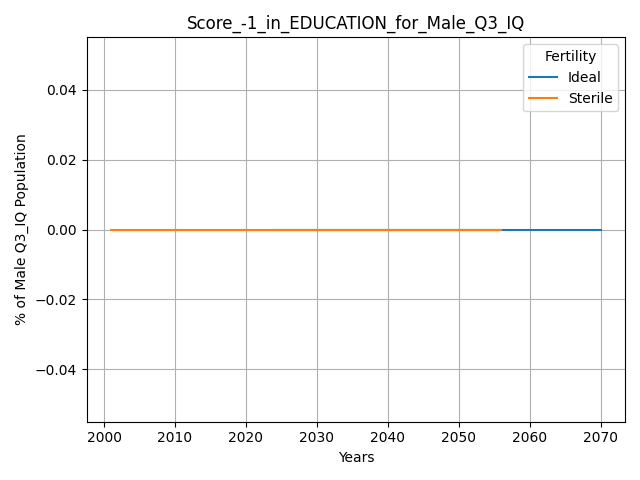 Score_-1_in_EDUCATION_for_Male_Q3_IQ
Fertility
Ideal
Sterile
% of Male Q3_IQ Population
0.04
0.02
0.00
−0.02
−0.04
2000 2010 2020 2030 2040 2050 2060 2070
Years